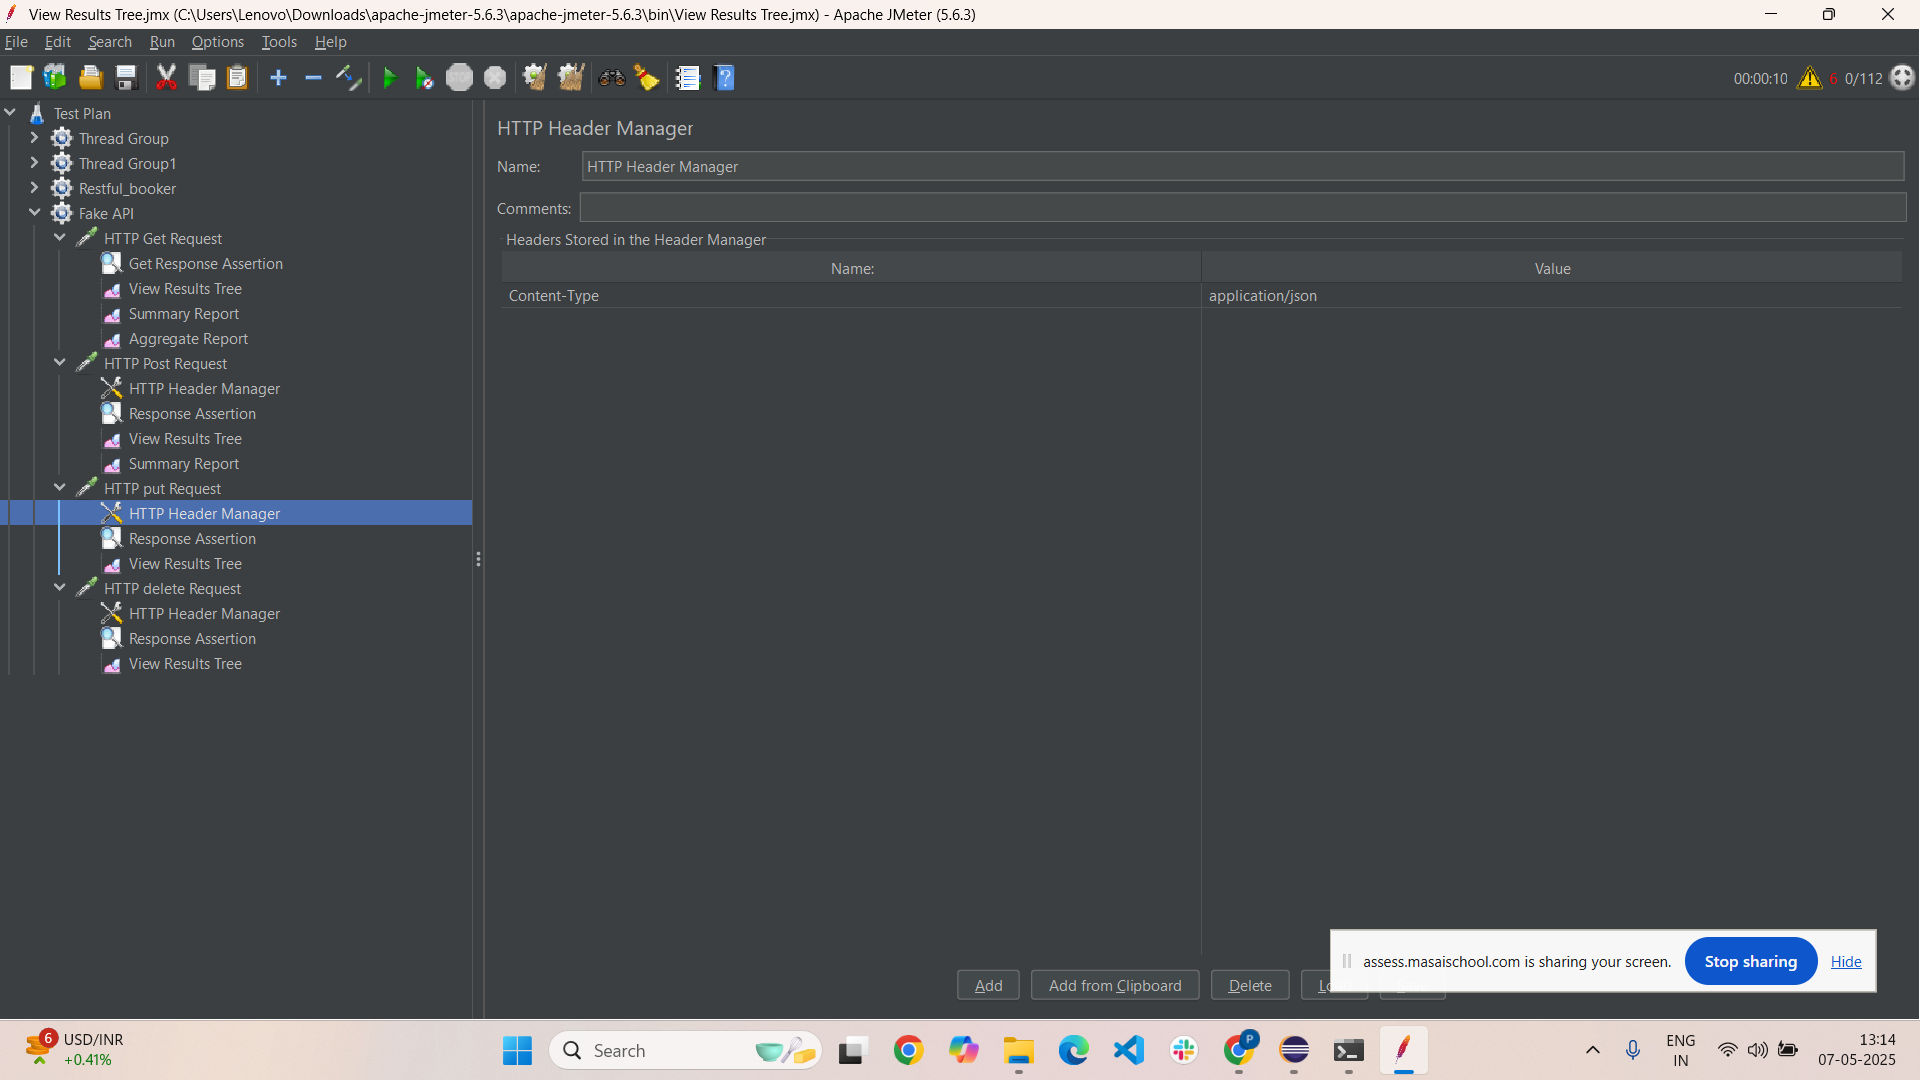 View Results Tree.jmx (C:\Users\Lenovo\Downloads\apache-jmeter-5.6.3\apache-jmeter-5.6.3\bin\View Results Tree.jmx) - Apache JMeter (5.6.3)
File Edit Search Run Options Tools Help
STOP
?
00:00:10 6 0/112
Test Plan
Thread Group
Thread Group1
Restful_booker
Fake API
HTTP Get Request
Get Response Assertion
View Results Tree
Summary Report
Aggregate Report
HTTP Post Request
HTTP Header Manager
Response Assertion
View Results Tree
Summary Report
HTTP put Request
HTTP Header Manager
Response Assertion
View Results Tree
HTTP delete Request
HTTP Header Manager
Response Assertion
View Results Tree
HTTP Header Manager
Name: HTTP Header Manager
Comments:
Headers Stored in the Header Manager
Name: Value
Content-Type application/json
Add Add from Clipboard Delete
assess.masaischool.com is sharing your screen. Stop sharing Hide
6 USD/INR
+0.41%
Search
P
ENG
IN
13:14
07-05-2025